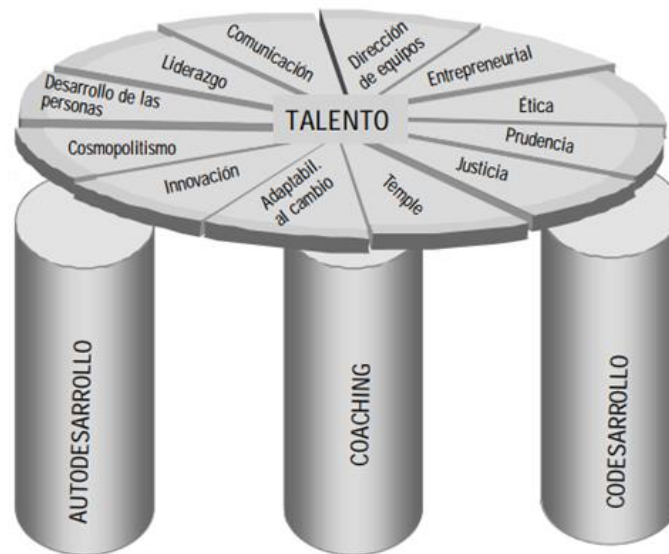 Comunicación
Dirección
de equipos
Liderazgo
Entrepreneurial
Desarrollo de las
personas
TALENTO
Ética
Cosmopolitismo
Prudencia
Innovación
Justicia
Adaptabil.
al cambio
Temple
AUTODESARROLLO
COACHING
CODESARROLLO